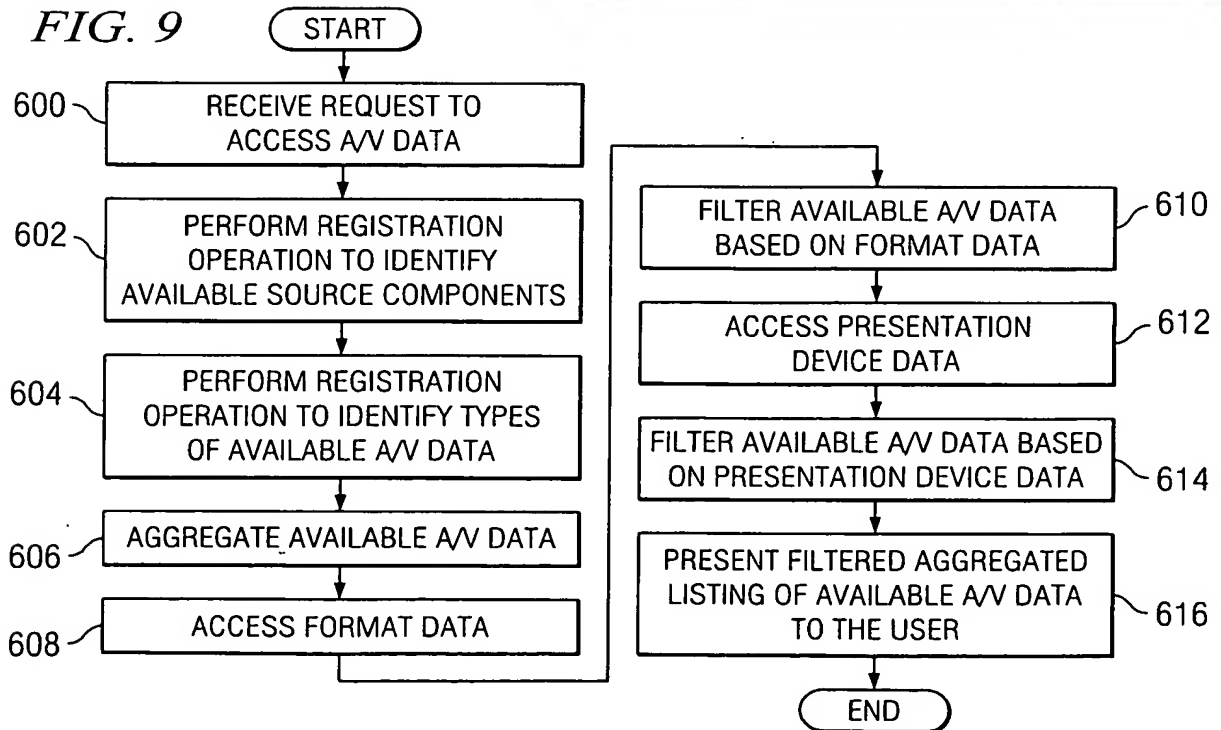 FIG. 9
START
600
RECEIVE REQUEST TO
ACCESS A/V DATA
602
PERFORM REGISTRATION
OPERATION TO IDENTIFY
AVAILABLE SOURCE COMPONENTS
604
PERFORM REGISTRATION
OPERATION TO IDENTIFY TYPES
OF AVAILABLE A/V DATA
606
AGGREGATE AVAILABLE A/V DATA
608
ACCESS FORMAT DATA
FILTER AVAILABLE A/V DATA
BASED ON FORMAT DATA
610
ACCESS PRESENTATION
DEVICE DATA
612
FILTER AVAILABLE A/V DATA BASED
ON PRESENTATION DEVICE DATA
614
PRESENT FILTERED AGGREGATED
LISTING OF AVAILABLE A/V DATA
TO THE USER
616
END